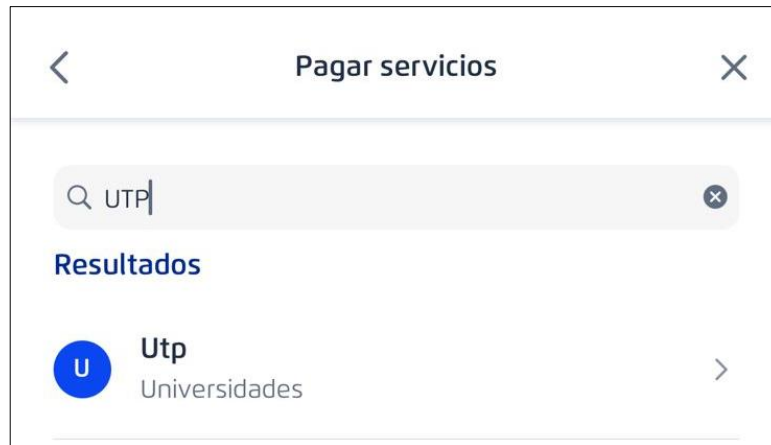 Pagar servicios
UTP
Resultados
U
Utp
Universidades